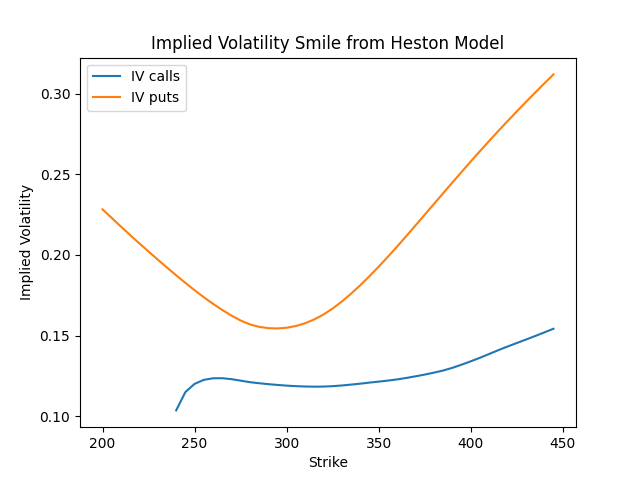 Implied Volatility Smile from Heston Model
IV calls
IV puts
0.30
0.25
0.20
0.15
0.10
Implied Volatility
200
250
300
350
400
450
Strike